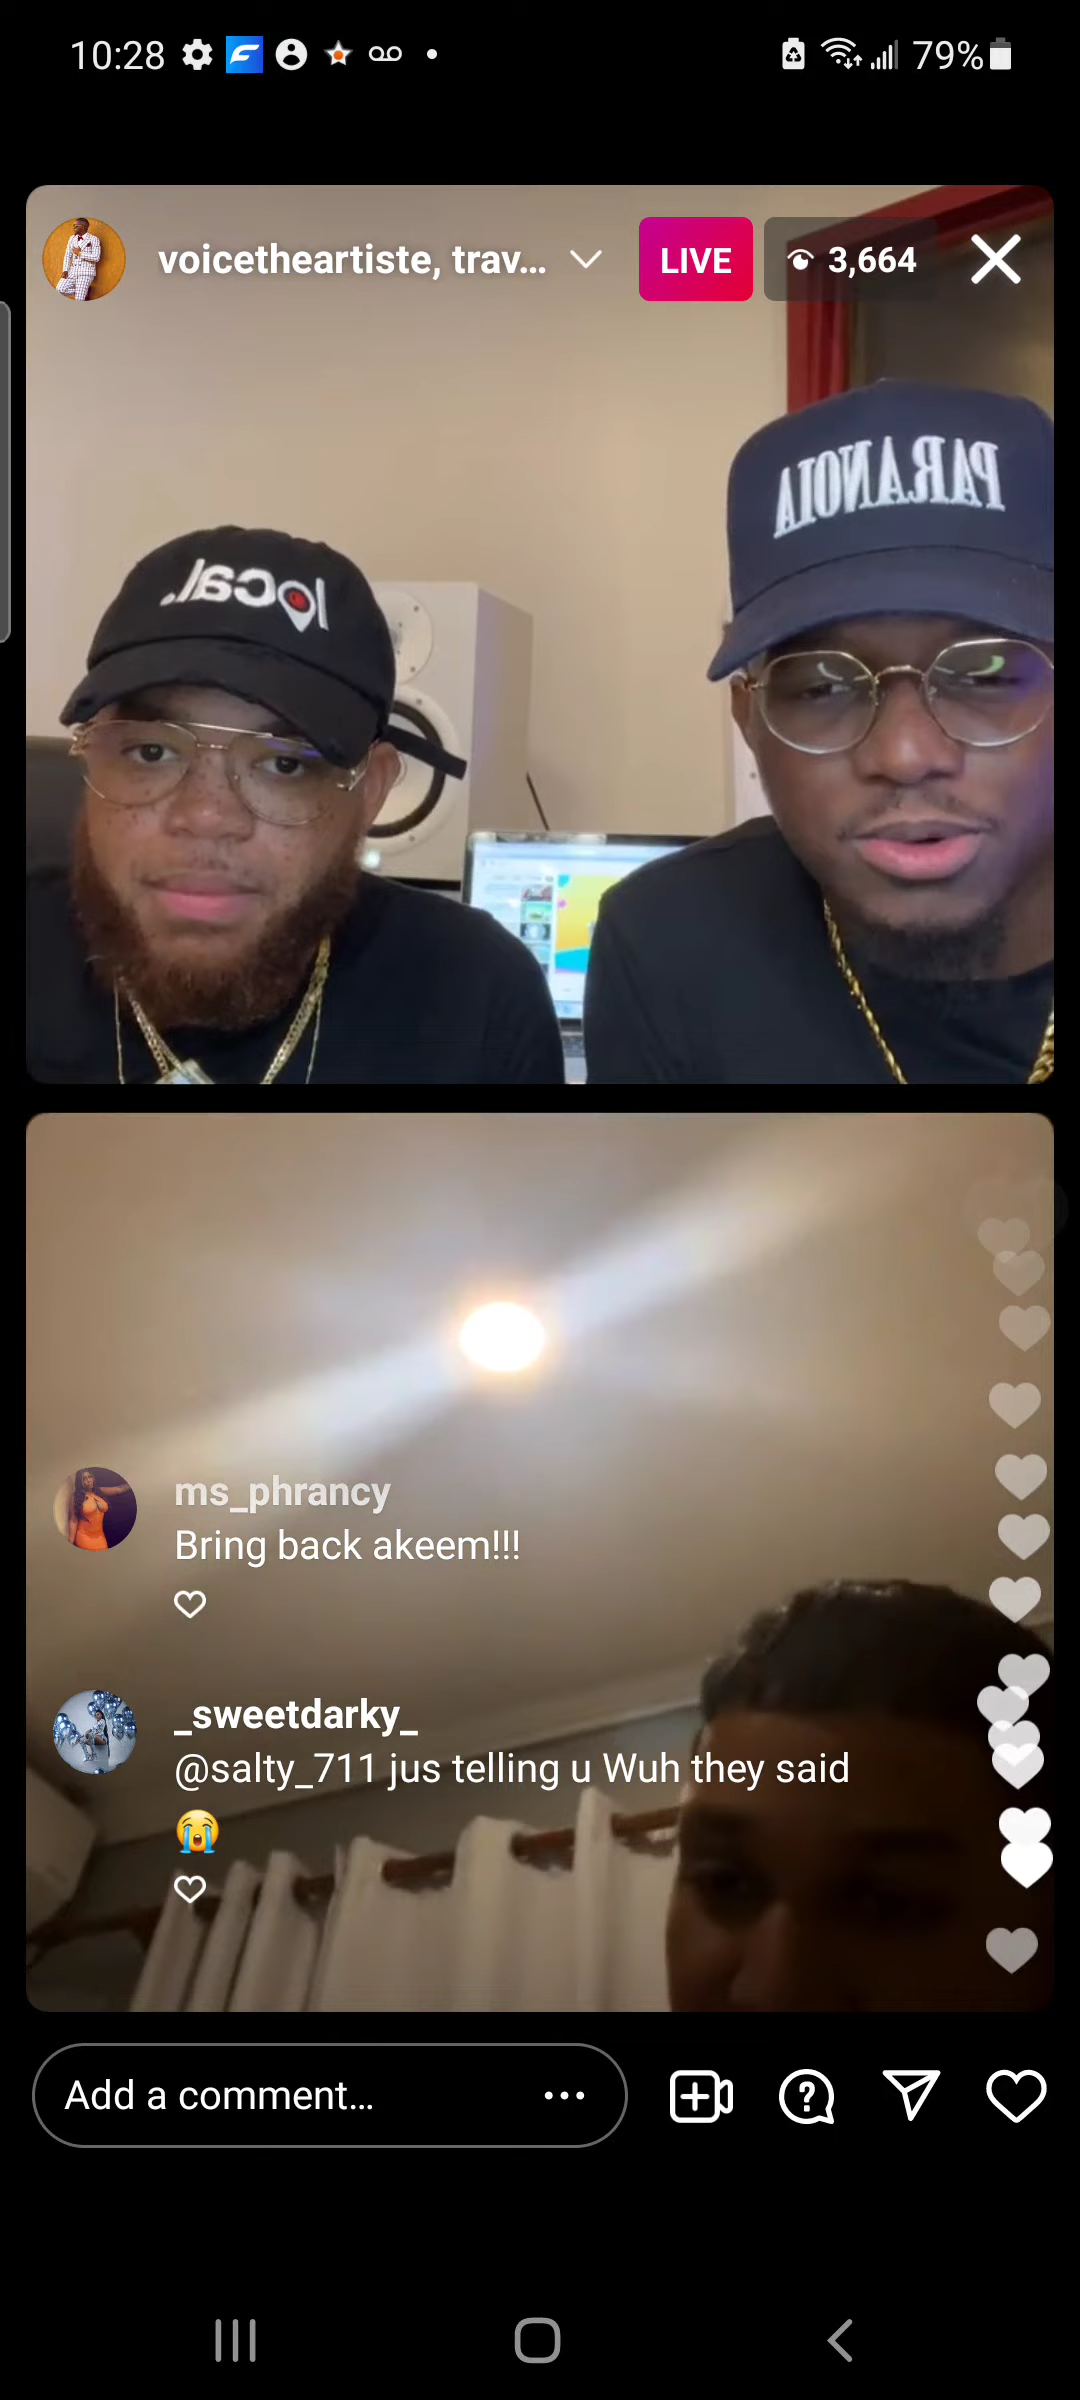 10:28
79%
voicetheartiste, trav...
LIVE
3,664
PARANOIA
local.
ms_phrancy
Bring back akeem!!!
_sweetdarky_
@salty_711 jus telling u Wuh they said
😭
Add a comment...